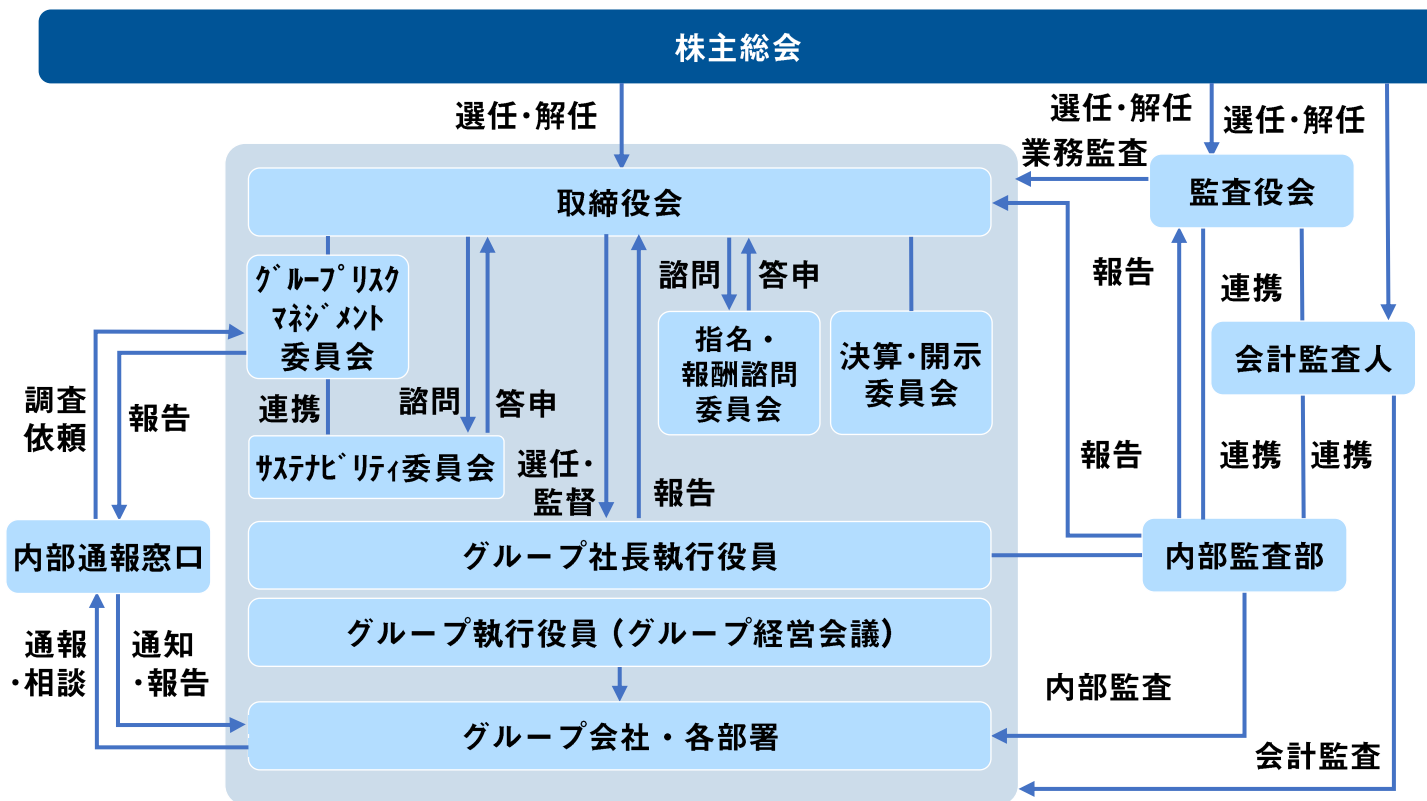 株主総会
選任・解任
選任・解任
選任・解任
業務監査
監査役会
取締役会
グループリスク
マネジメント
委員会
諮問
答申
報告
連携
指名・
報酬諮問
委員会
決算・開示
委員会
会計監査人
調査
依頼
報告
連携
諮問
答申
サステナビリティ委員会
選任・
監督
報告
報告
連携
連携
内部通報窓口
グループ社長執行役員
内部監査部
グループ執行役員（グループ経営会議）
通報
・相談
通知
・報告
内部監査
グループ会社・各部署
会計監査